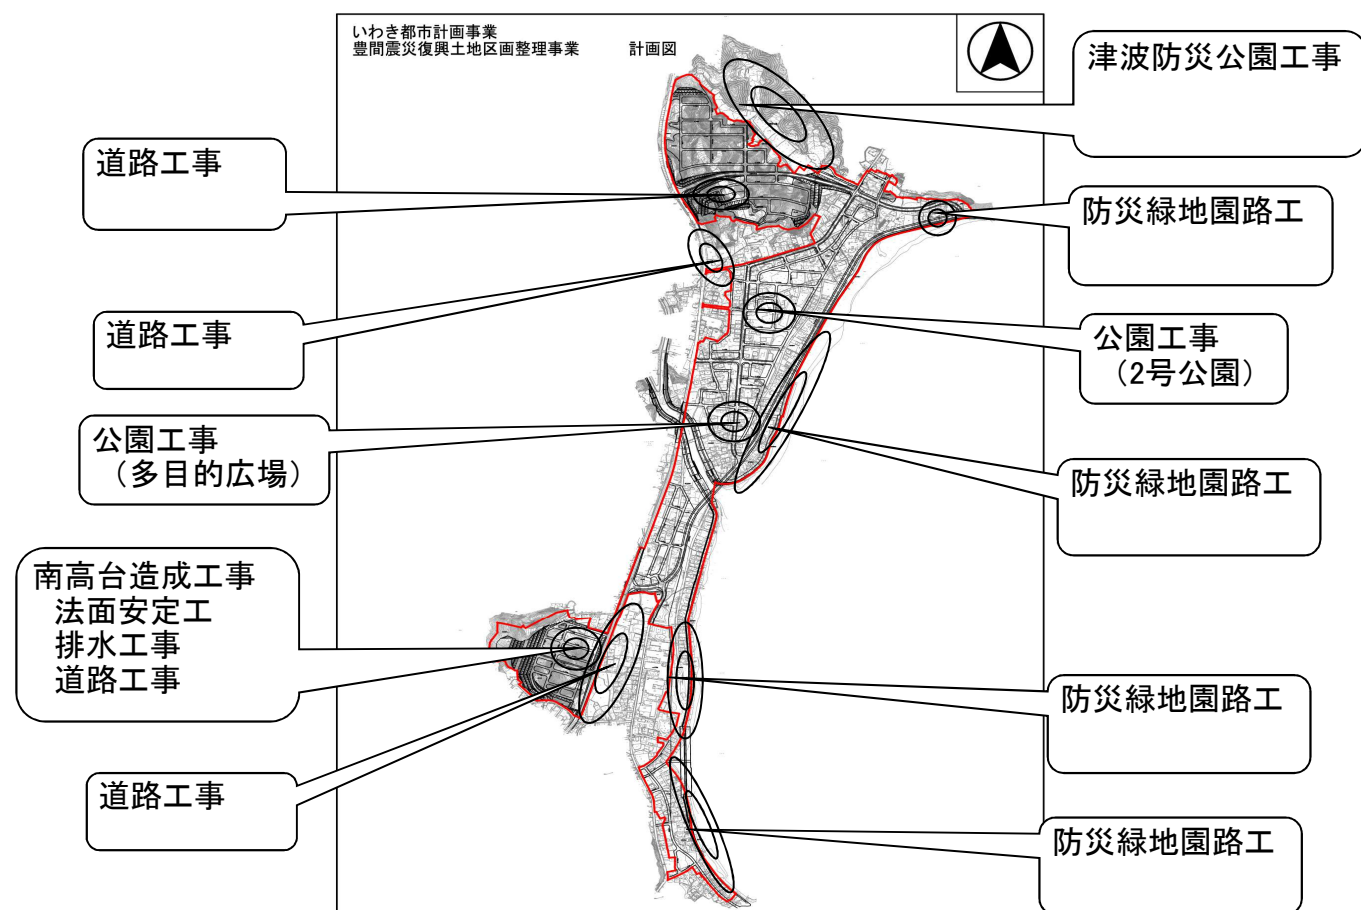 いわき都市計画事業
豊間震災復興土地区画整理事業　計画図
津波防災公園工事
道路工事
防災緑地園路工
道路工事
公園工事
（2号公園）
公園工事
（多目的広場）
防災緑地園路工
南高台造成工事
法面安定工
排水工事
道路工事
防災緑地園路工
道路工事
防災緑地園路工